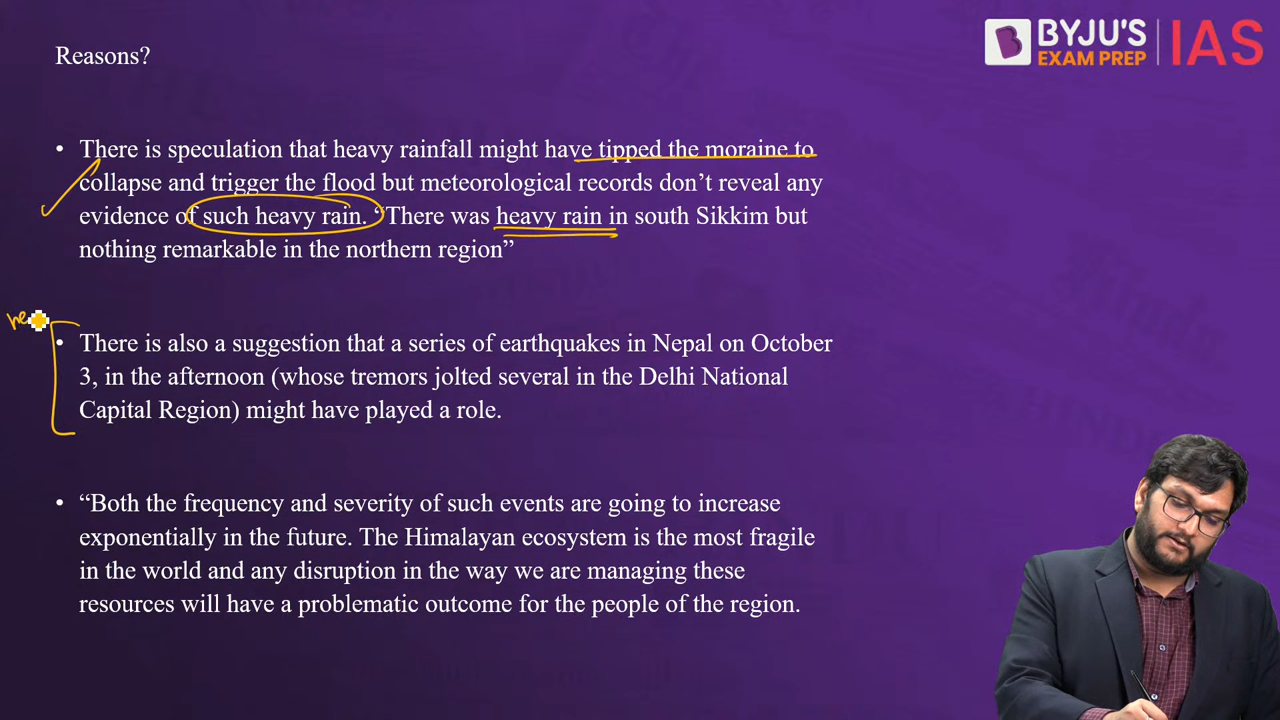 Reasons?
BYJU'S
EXAM PREP
IAS
• There is speculation that heavy rainfall might have tipped the moraine to
collapse and trigger the flood but meteorological records don’t reveal any
evidence of such heavy rain. “There was heavy rain in south Sikkim but
nothing remarkable in the northern region”
• There is also a suggestion that a series of earthquakes in Nepal on October
3, in the afternoon (whose tremors jolted several in the Delhi National
Capital Region) might have played a role.
• “Both the frequency and severity of such events are going to increase
exponentially in the future. The Himalayan ecosystem is the most fragile
in the world and any disruption in the way we are managing these
resources will have a problematic outcome for the people of the region.